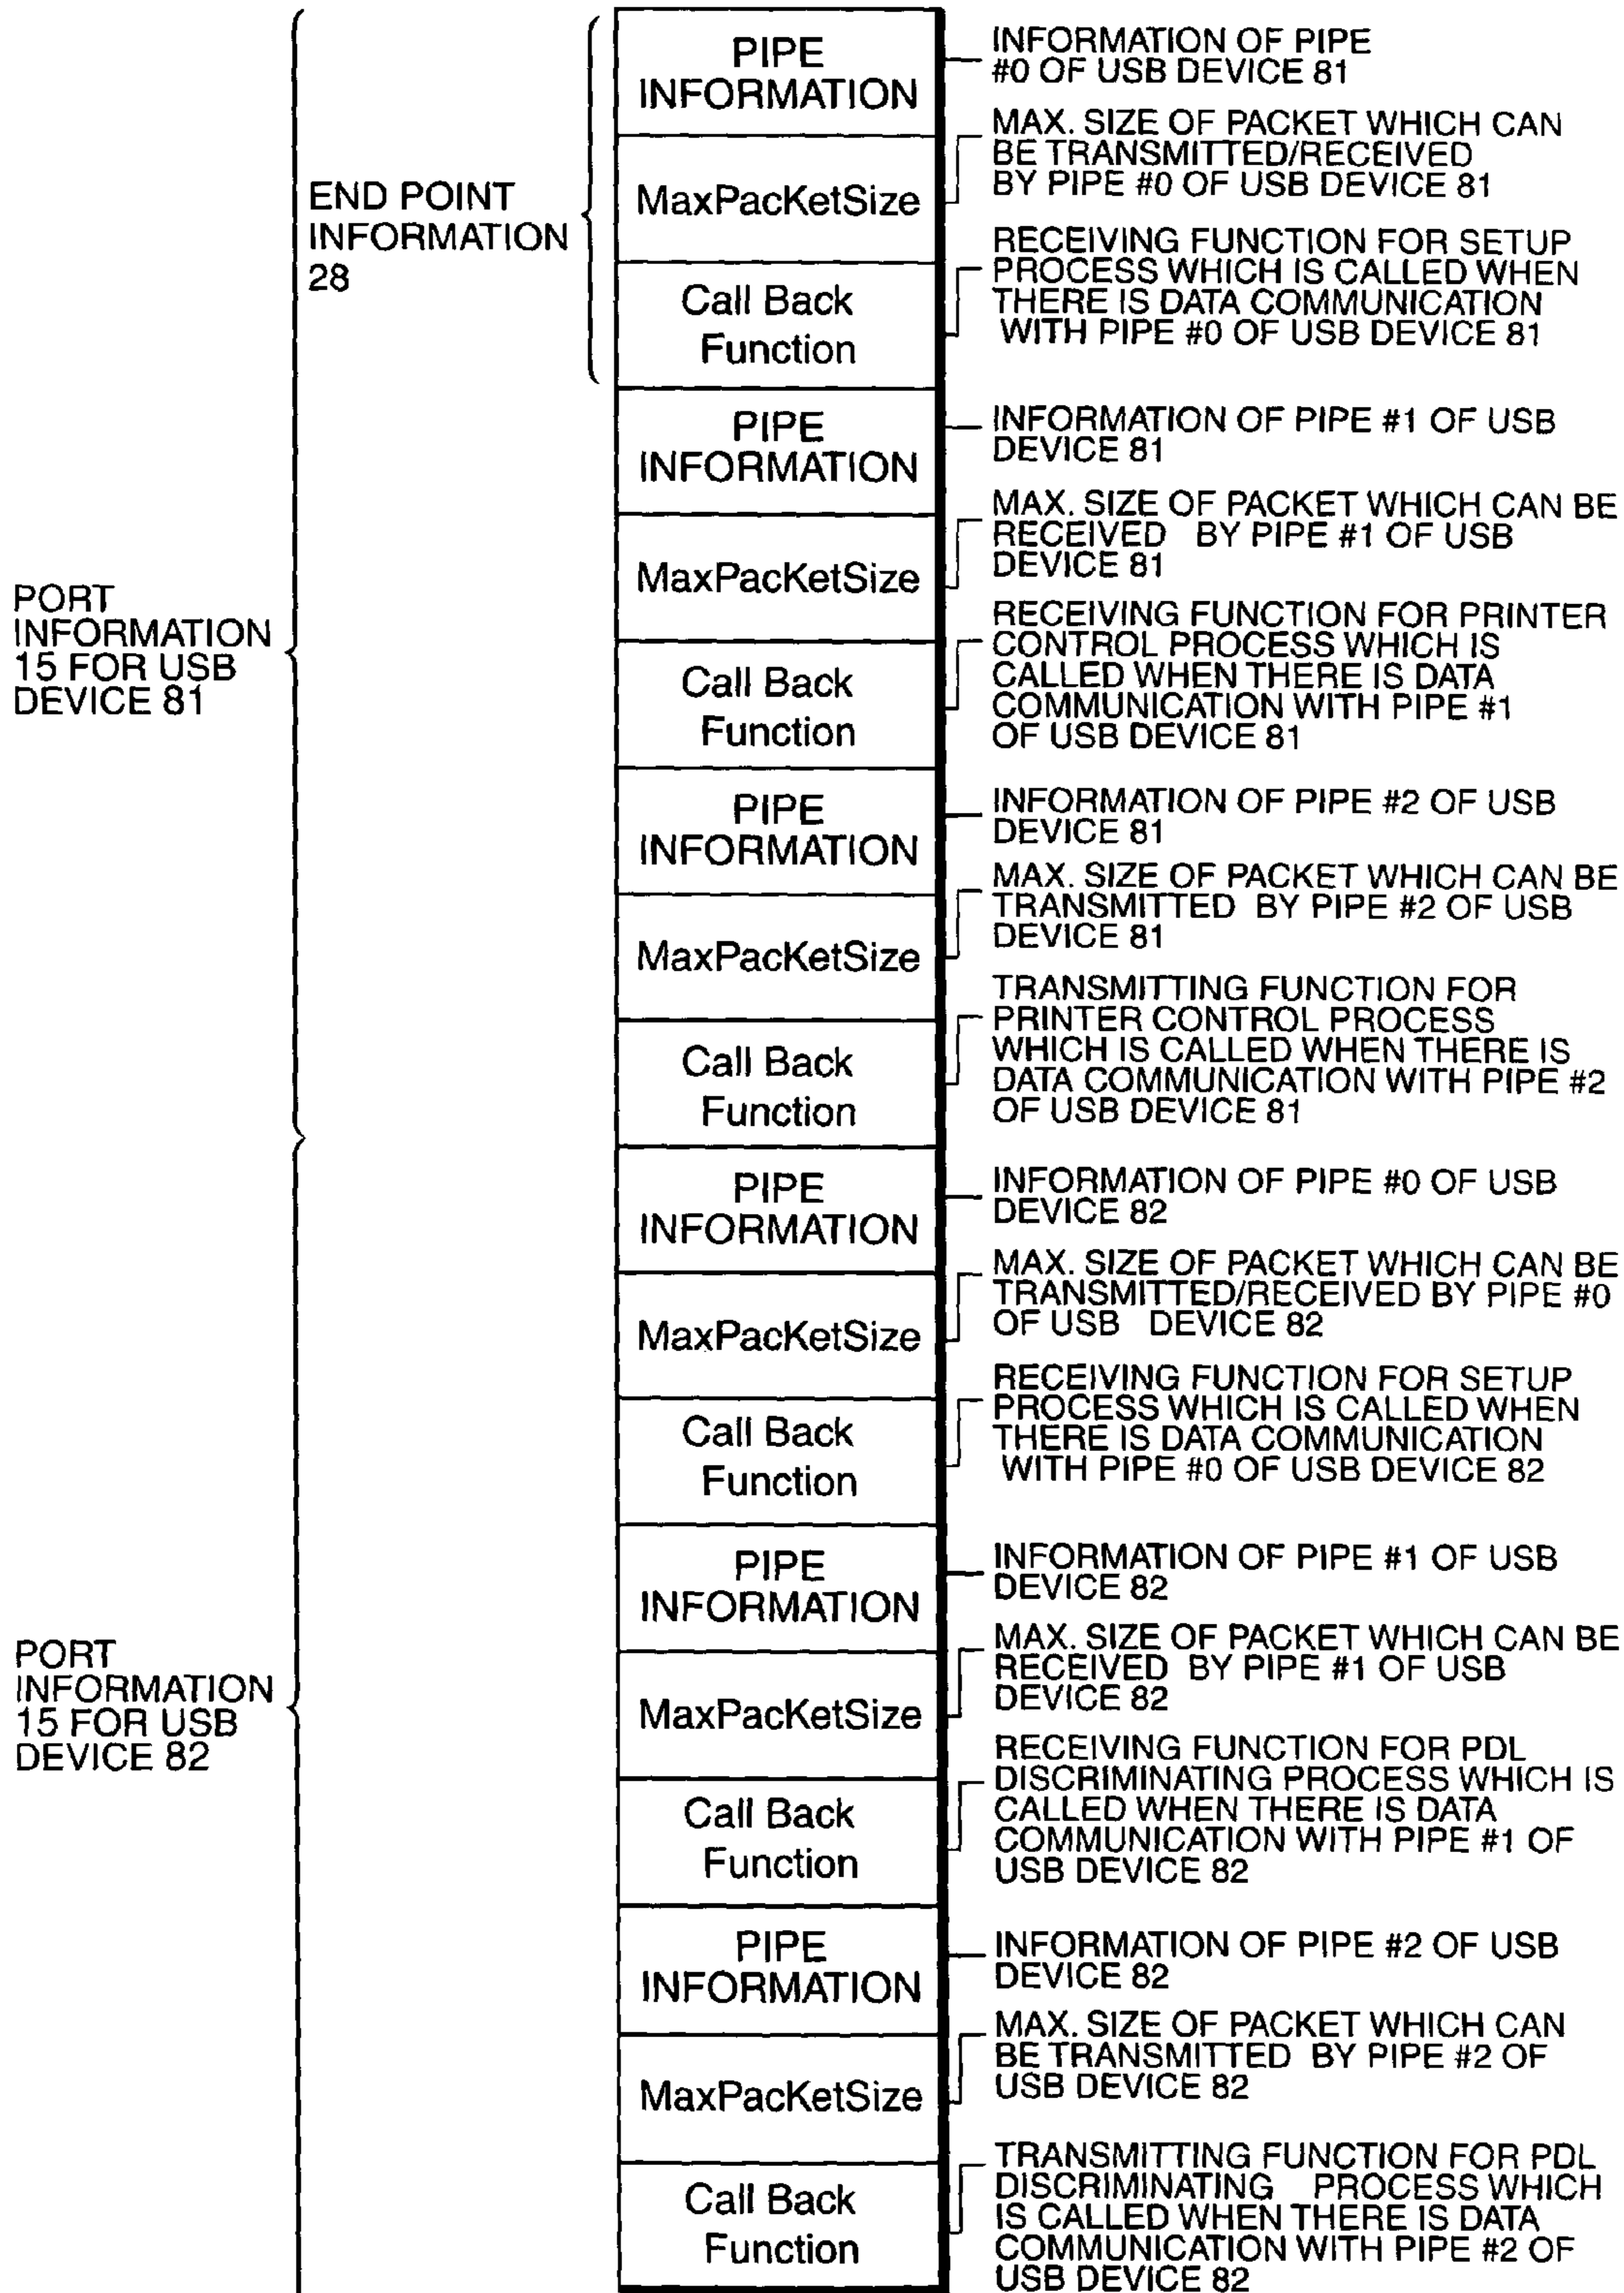 PORT
INFORMATION
15 FOR USB
DEVICE 81
END POINT
INFORMATION
28
PIPE
INFORMATION
INFORMATION OF PIPE
#0 OF USB DEVICE 81
MaxPacKetSize
MAX. SIZE OF PACKET WHICH CAN
BE TRANSMITTED/RECEIVED
BY PIPE #0 OF USB DEVICE 81
Call Back
Function
RECEIVING FUNCTION FOR SETUP
PROCESS WHICH IS CALLED WHEN
THERE IS DATA COMMUNICATION
WITH PIPE #0 OF USB DEVICE 81
PIPE
INFORMATION
INFORMATION OF PIPE #1 OF USB
DEVICE 81
MaxPacKetSize
MAX. SIZE OF PACKET WHICH CAN BE
RECEIVED BY PIPE #1 OF USB
DEVICE 81
Call Back
Function
RECEIVING FUNCTION FOR PRINTER
CONTROL PROCESS WHICH IS
CALLED WHEN THERE IS DATA
COMMUNICATION WITH PIPE #1
OF USB DEVICE 81
PIPE
INFORMATION
INFORMATION OF PIPE #2 OF USB
DEVICE 81
MaxPacKetSize
MAX. SIZE OF PACKET WHICH CAN BE
TRANSMITTED BY PIPE #2 OF USB
DEVICE 81
Call Back
Function
TRANSMITTING FUNCTION FOR
PRINTER CONTROL PROCESS
WHICH IS CALLED WHEN THERE IS
DATA COMMUNICATION WITH PIPE #2
OF USB DEVICE 81
PORT
INFORMATION
15 FOR USB
DEVICE 82
PIPE
INFORMATION
INFORMATION OF PIPE #0 OF USB
DEVICE 82
MaxPacKetSize
MAX. SIZE OF PACKET WHICH CAN BE
TRANSMITTED/RECEIVED BY PIPE #0
OF USB DEVICE 82
Call Back
Function
RECEIVING FUNCTION FOR SETUP
PROCESS WHICH IS CALLED WHEN
THERE IS DATA COMMUNICATION
WITH PIPE #0 OF USB DEVICE 82
PIPE
INFORMATION
INFORMATION OF PIPE #1 OF USB
DEVICE 82
MaxPacKetSize
MAX. SIZE OF PACKET WHICH CAN BE
RECEIVED BY PIPE #1 OF USB
DEVICE 82
Call Back
Function
RECEIVING FUNCTION FOR PDL
DISCRIMINATING PROCESS WHICH IS
CALLED WHEN THERE IS DATA
COMMUNICATION WITH PIPE #1 OF
USB DEVICE 82
PIPE
INFORMATION
INFORMATION OF PIPE #2 OF USB
DEVICE 82
MaxPacKetSize
MAX. SIZE OF PACKET WHICH CAN
BE TRANSMITTED BY PIPE #2 OF
USB DEVICE 82
Call Back
Function
TRANSMITTING FUNCTION FOR PDL
DISCRIMINATING PROCESS WHICH
IS CALLED WHEN THERE IS DATA
COMMUNICATION WITH PIPE #2 OF
USB DEVICE 82